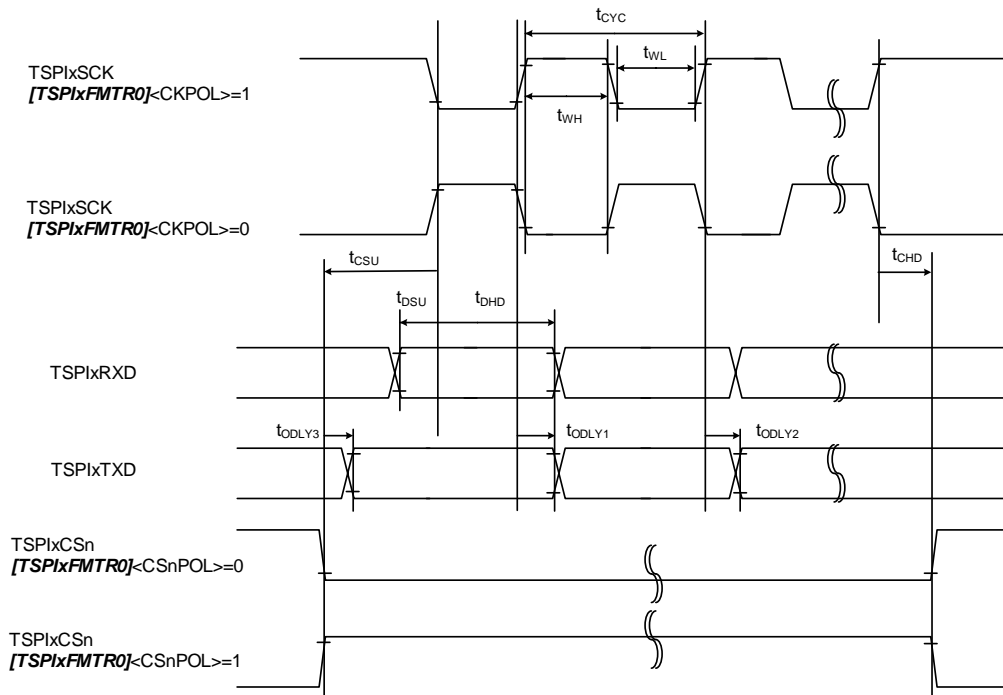 tCYC
TSPIxSCK
[TSPIxFMTR0]<CKPOL>=1
tWL
tWH
TSPIxSCK
[TSPIxFMTR0]<CKPOL>=0
tCSU
tCHD
tDSU
tDHD
TSPIxRXD
tODLY3
tODLY1
tODLY2
TSPIxTXD
TSPIxCSn
[TSPIxFMTR0]<CSnPOL>=0
TSPIxCSn
[TSPIxFMTR0]<CSnPOL>=1